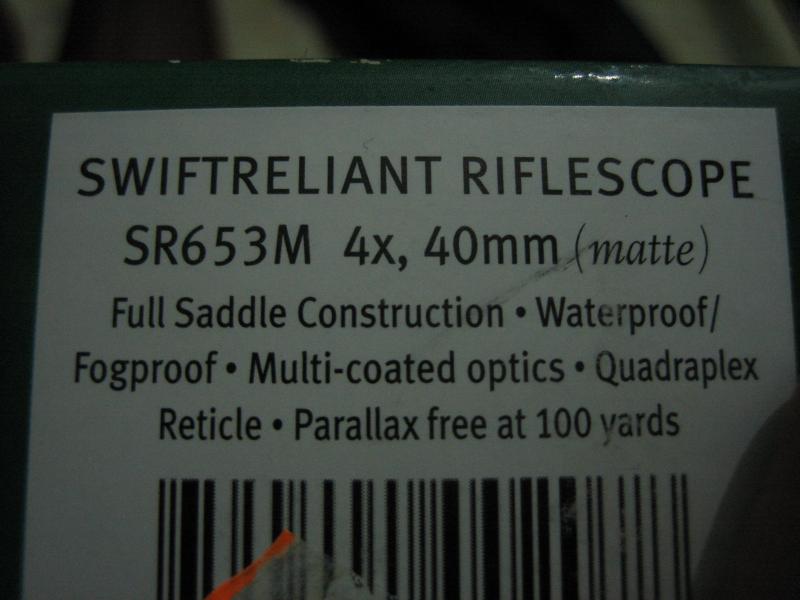 SWIFTRELIANT RIFLESCOPE
SR653M 4x, 40mm (matte)
Full Saddle Construction • Waterproof/
Fogproof • Multi-coated optics • Quadraplex
Reticle • Parallax free at 100 yards